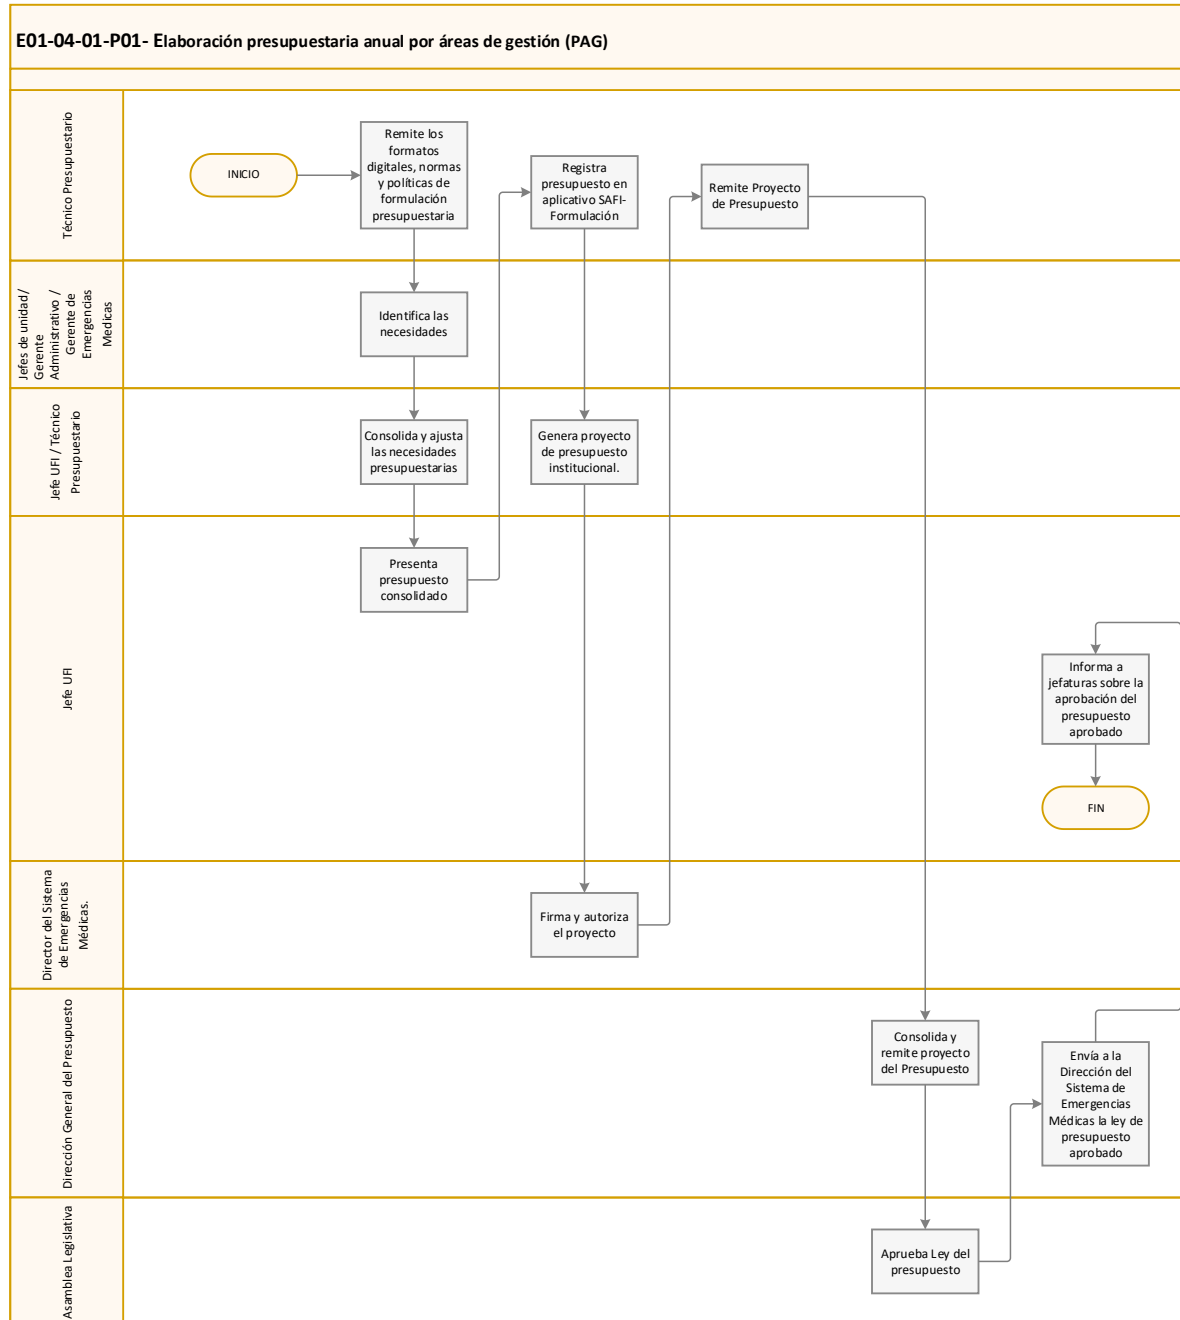 E01-04-01-P01- Elaboración presupuestaria anual por áreas de gestión (PAG)
Técnico Presupuestario
INICIO
Remite los
formatos
digitales, normas
y políticas de
formulación
presupuestaria
Registra
presupuesto en
aplicativo SAFI-
Formulación
Remite Proyecto
de Presupuesto
Jefes de unidad/
Gerente
Administrativo /
Gerente de
Emergencias
Medicas
Identifica las
necesidades
Jefe UFI / Técnico
Presupuestario
Consolida y ajusta
las necesidades
presupuestarias
Genera proyecto
de presupuesto
institucional.
Jefe UFI
Presenta
presupuesto
consolidado
Informa a
jefaturas sobre la
aprobación del
presupuesto
aprobado
FIN
Director del Sistema
de Emergencias
Médicas.
Firma y autoriza
el proyecto
Dirección General del Presupuesto
Consolida y
remite proyecto
del Presupuesto
Envía a la
Dirección del
Sistema de
Emergencias
Médicas la ley de
presupuesto
aprobado
Asamblea Legislativa
Aprueba Ley del
presupuesto